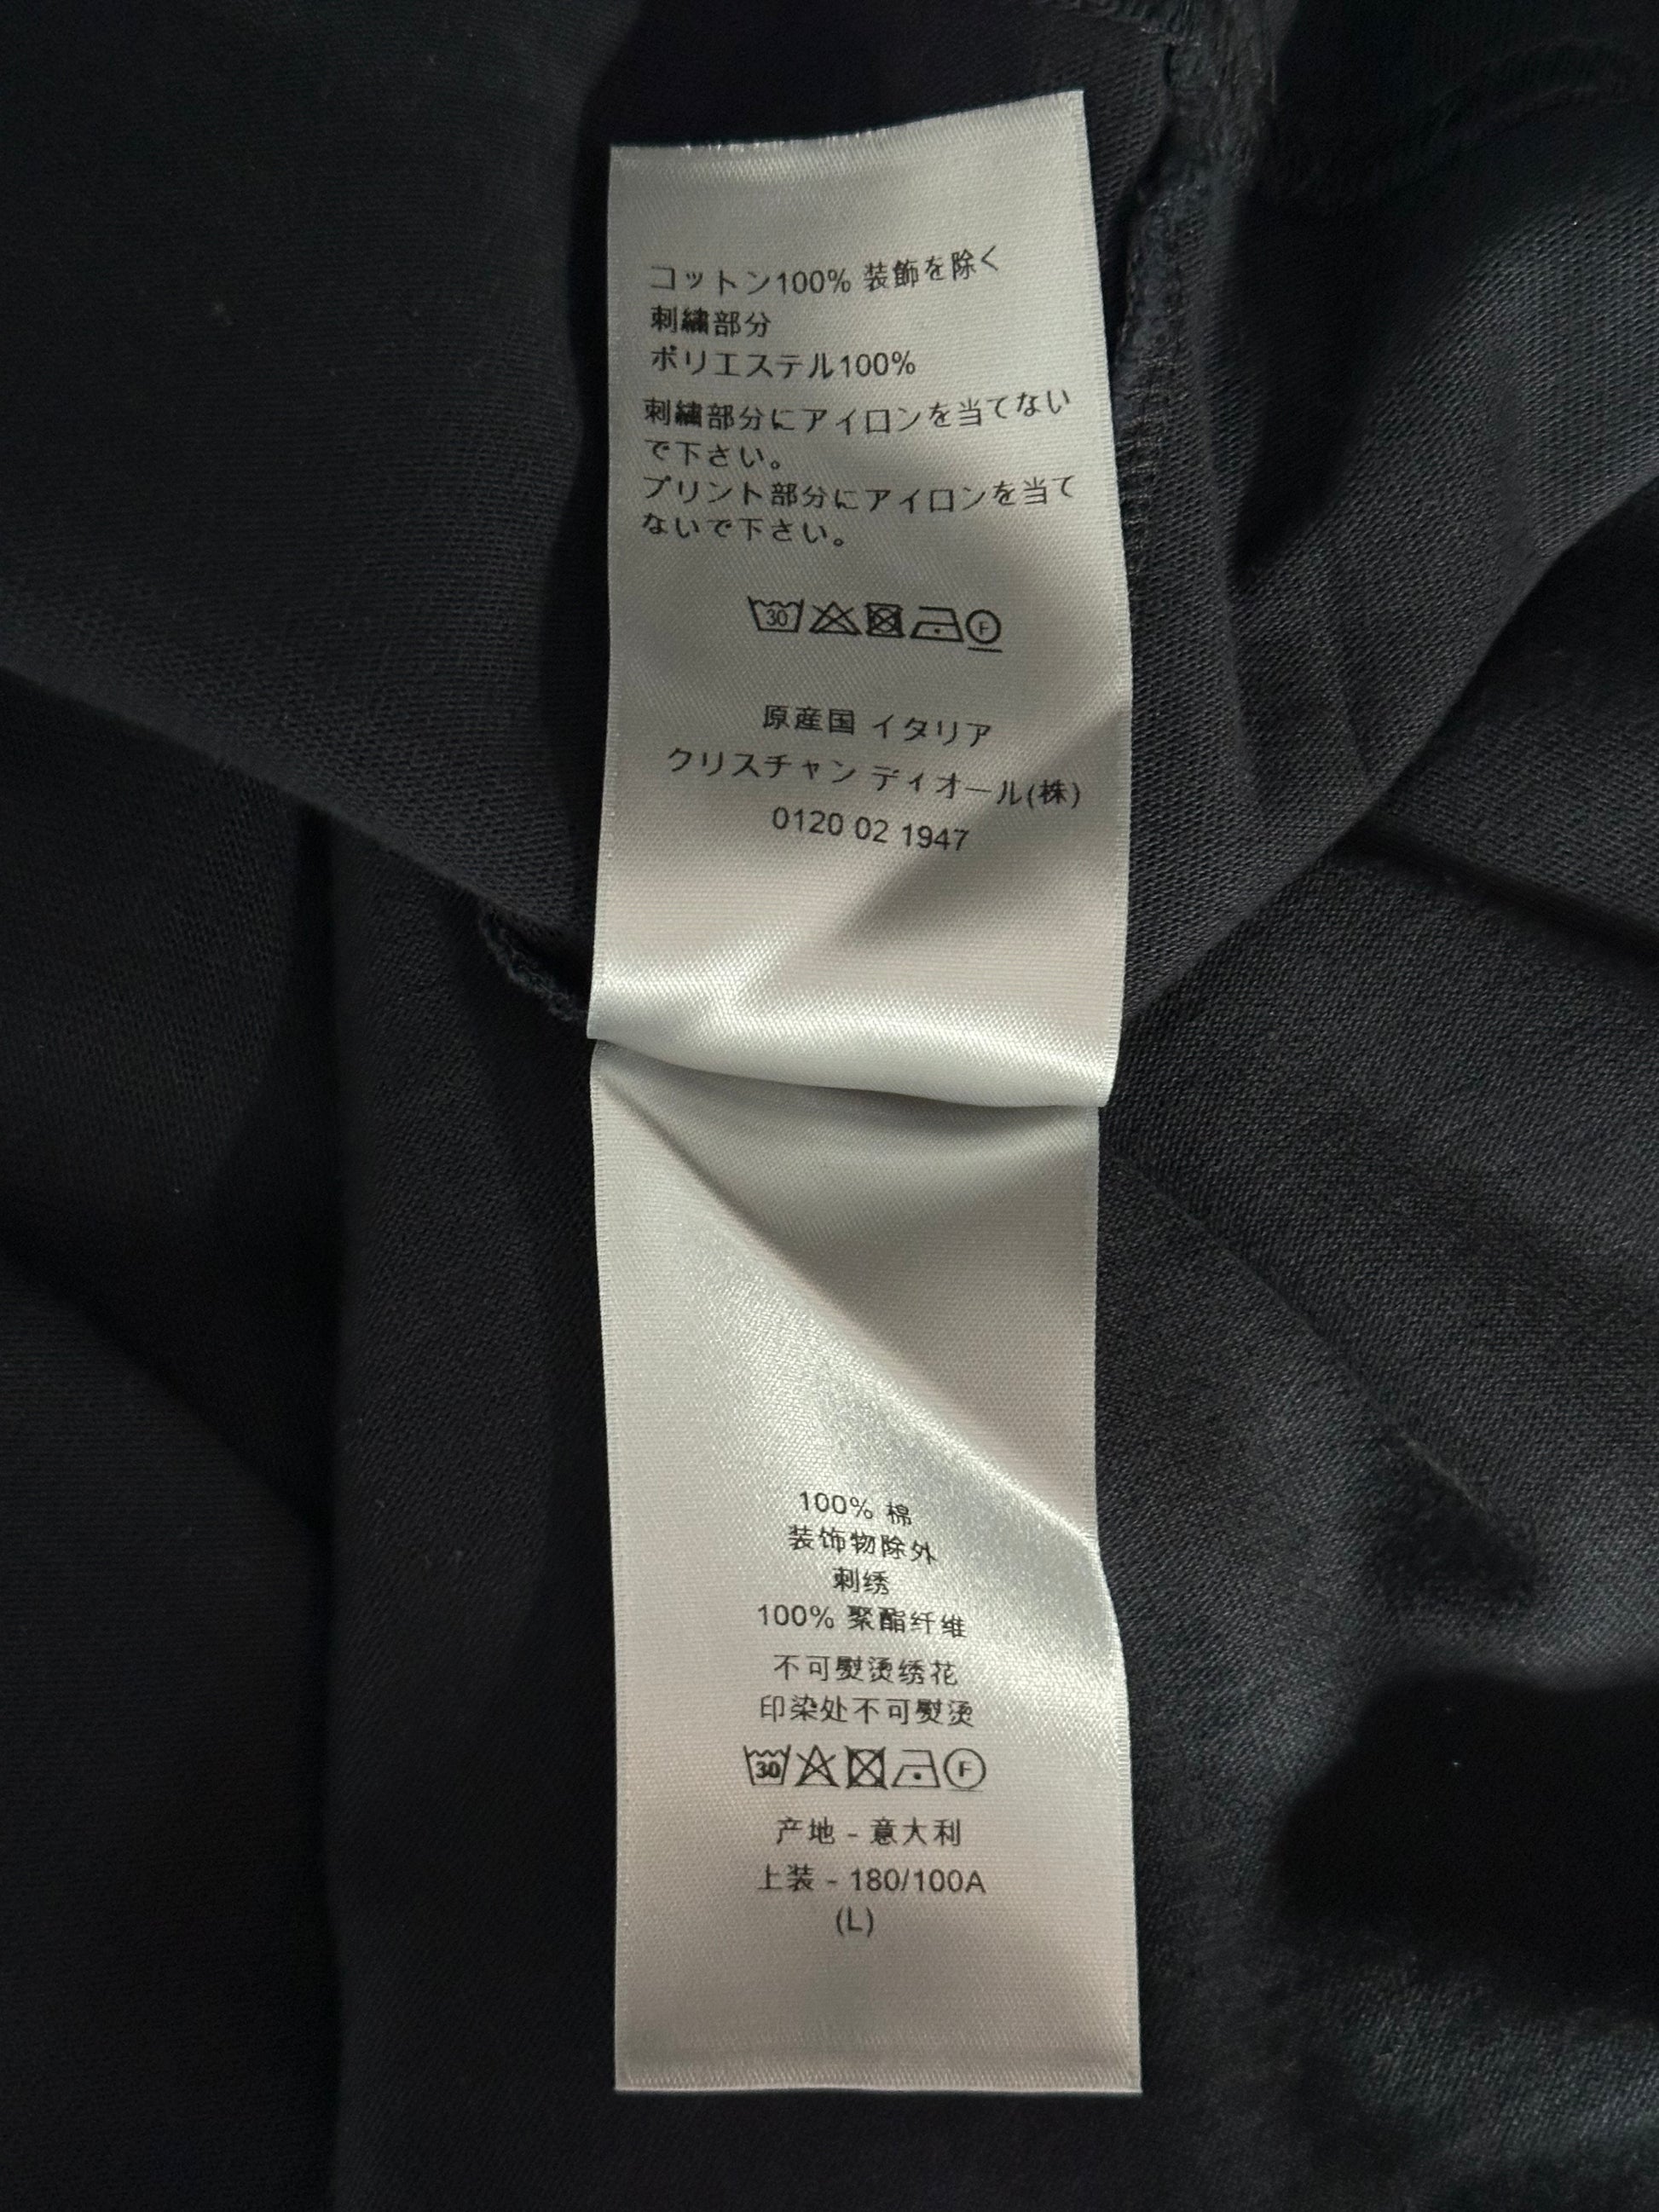 コットン100% 装飾を除く
刺繍部分
ポリエステル100%
刺繍部分にアイロンを当てない
で下さい。
プリント部分にアイロンを当て
ないで下さい。
30 F
原産国 イタリア
クリスチャン ディオール(株)
0120 02 1947
100% 棉
装饰物除外
刺绣
100% 聚酯纤维
不可熨烫绣花
印染处不可熨烫
30 F
产地 - 意大利
上装 - 180/100A
(L)